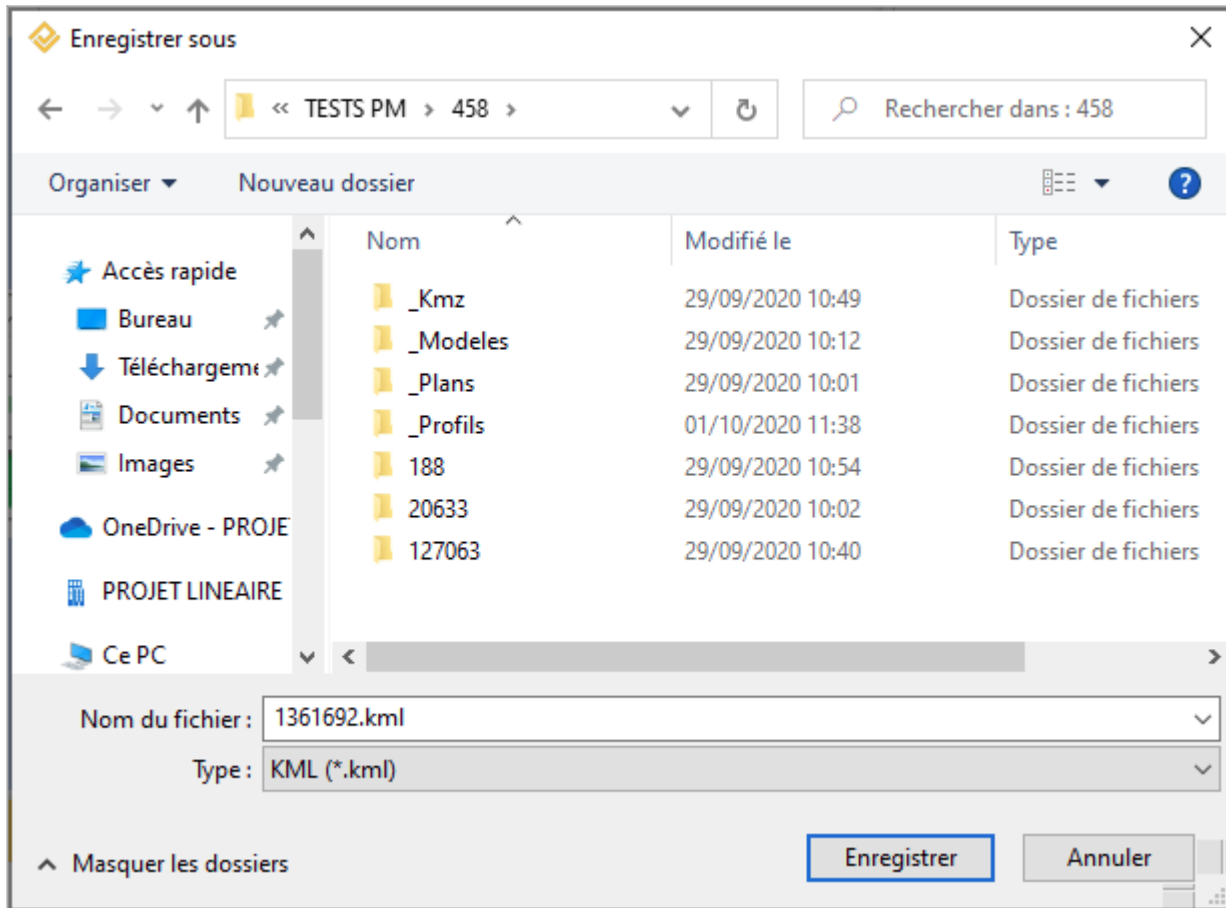 Enregistrer sous
« TESTS PM > 458 >
Rechercher dans : 458
Organiser
Nouveau dossier
?
Nom
Modifié le
Type
Accès rapide
Bureau
Téléchargeme
Documents
Images
OneDrive - PROJE
PROJET LINEAIRE
Ce PC
_Kmz 29/09/2020 10:49 Dossier de fichiers
_Modeles 29/09/2020 10:12 Dossier de fichiers
_Plans 29/09/2020 10:01 Dossier de fichiers
_Profils 01/10/2020 11:38 Dossier de fichiers
188 29/09/2020 10:54 Dossier de fichiers
20633 29/09/2020 10:02 Dossier de fichiers
127063 29/09/2020 10:40 Dossier de fichiers
Nom du fichier : 1361692.kml
Type : KML (*.kml)
Masquer les dossiers
Enregistrer
Annuler